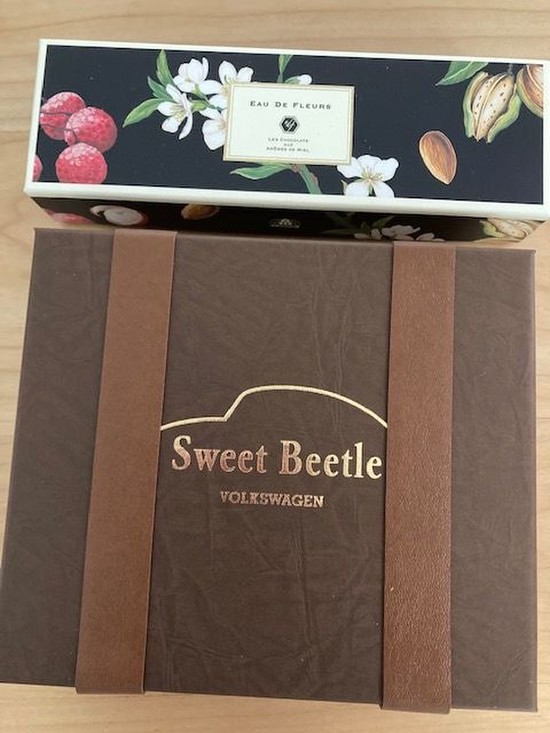 EAU DE FLEURS
LES CHOCOLATS
AUX
ARÔMES DE MIEL
Sweet Beetle
VOLKSWAGEN